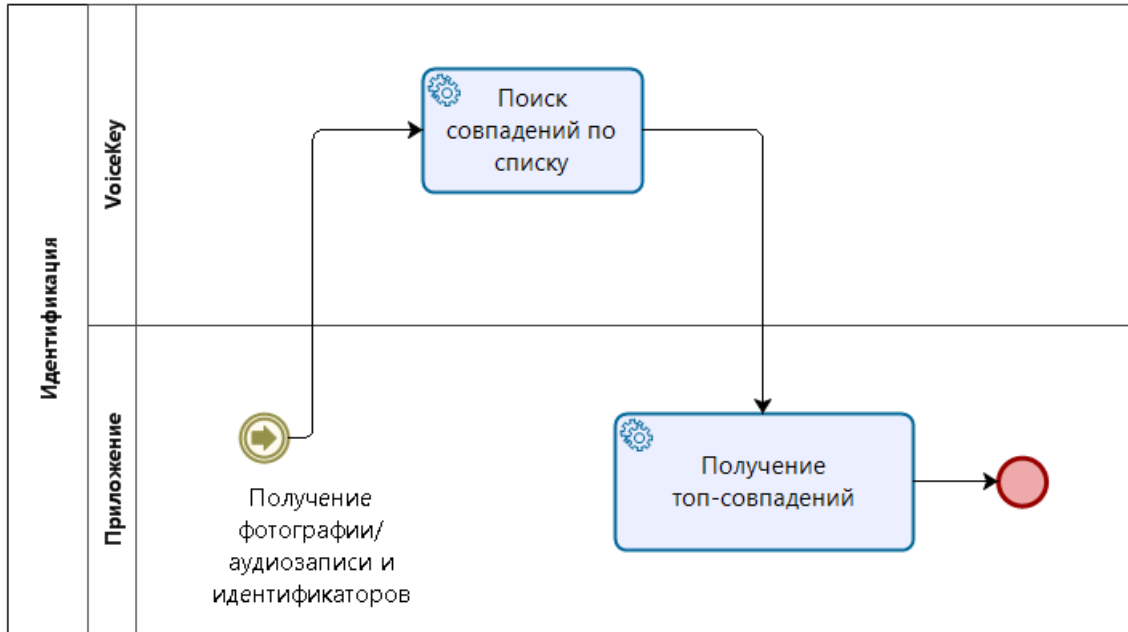 Идентификация
VoiceKey
Поиск
совпадений по
списку
Приложение
Получение
фотографии/
аудиозаписи и
идентификаторов
Получение
топ-совпадений